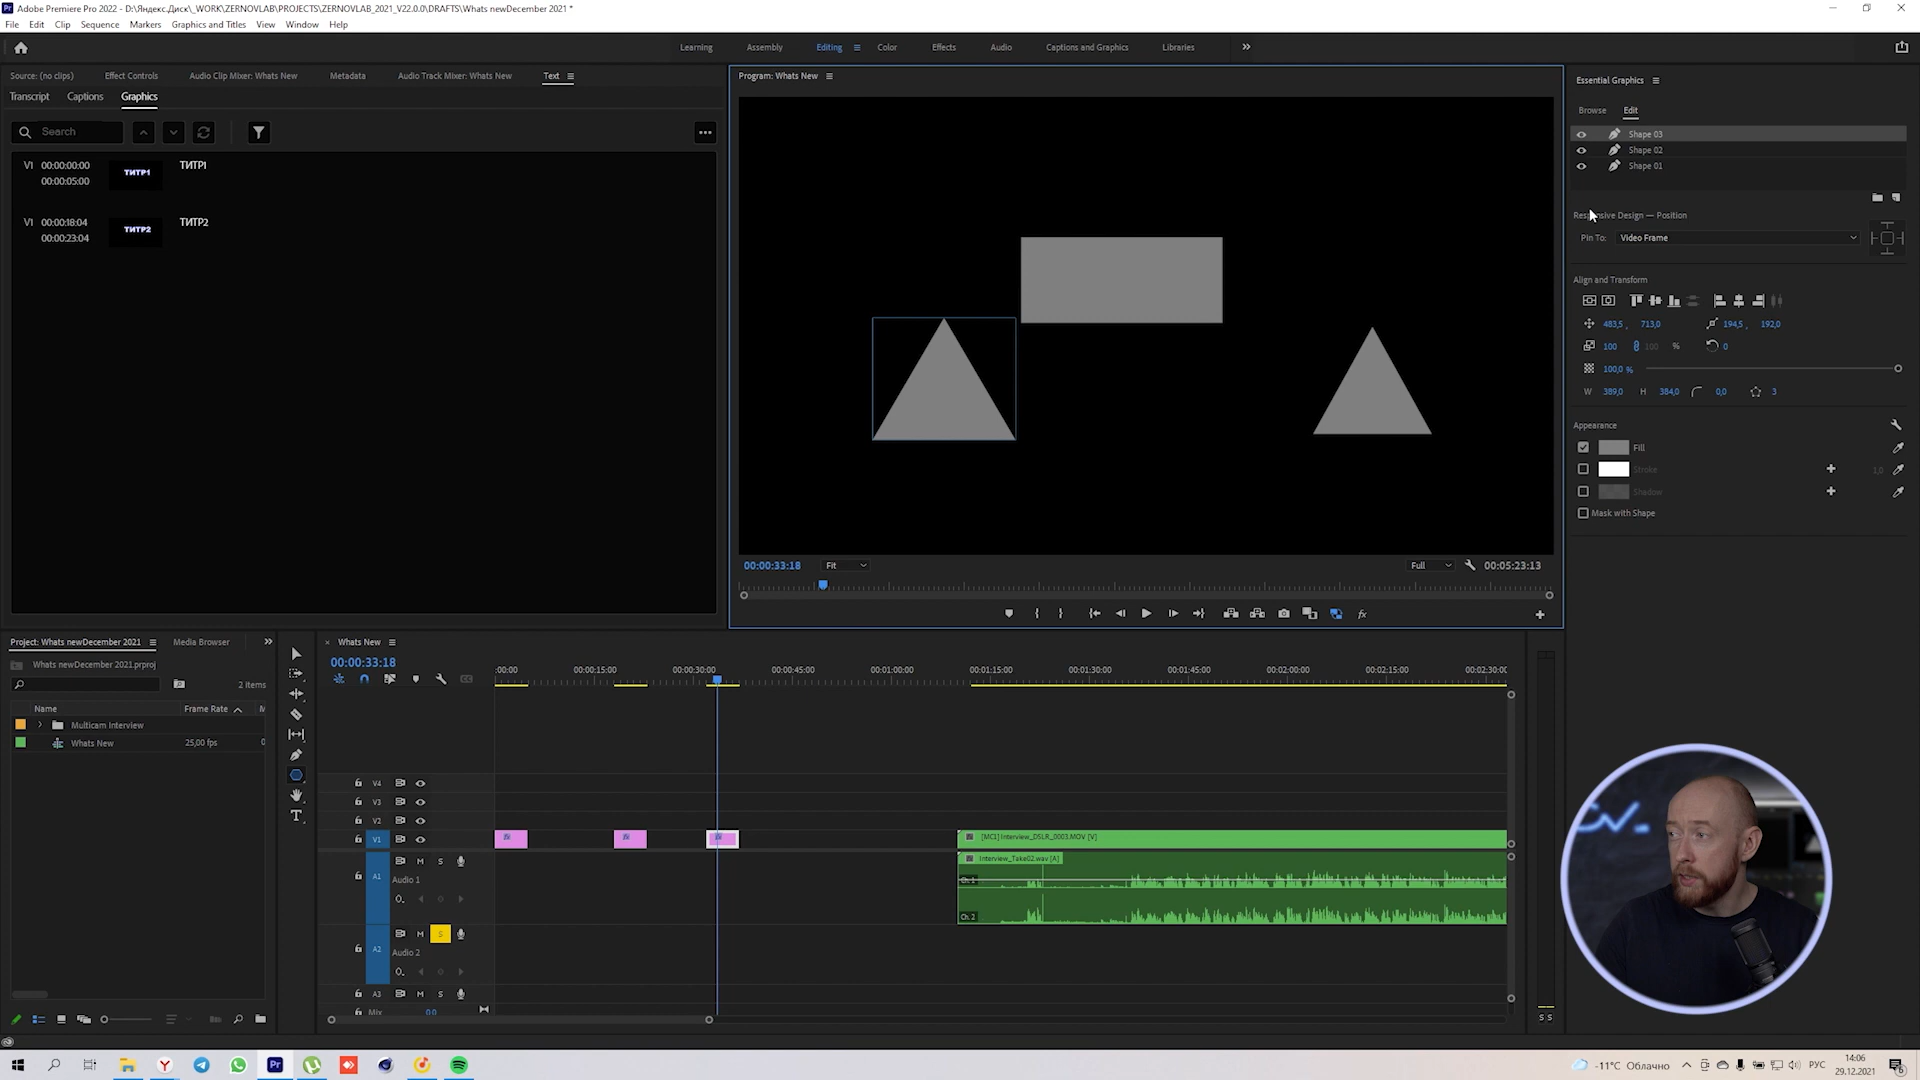 Adobe Premiere Pro 2022 - D:\Яндекс.Диск\_WORK\ZERNOVLAB\PROJECTS\ZERNOVLAB_2021_V22.0.0\DRAFTS\Whats newDecember 2021 *
File Edit Clip Sequence Markers Graphics and Titles View Window Help
Learning Assembly Editing Color Effects Audio Captions and Graphics Libraries
Source: (no clips) Effect Controls Audio Clip Mixer: Whats New Metadata Audio Track Mixer: Whats New Text
Transcript Captions Graphics
Search
V1 00:00:00:00 ТИТР1 ТИТР1
00:00:05:00
V1 00:00:18:04 ТИТР2 ТИТР2
00:00:23:04
Program: Whats New
00:00:33:18 Fit Full 00:05:23:13
Essential Graphics
Browse Edit
Shape 03
Shape 02
Shape 01
Responsive Design — Position
Pin To: Video Frame
Align and Transform
483,5 , 713,0 194,5 , 192,0
100 100 % 0
100,0 %
W 389,0 H 384,0 0,0 3
Appearance
Fill
Stroke 1,0
Shadow
Mask with Shape
Project: Whats newDecember 2021 Media Browser
Whats newDecember 2021.prproj
2 Items
Name Frame Rate
Multicam Interview
Whats New 25,00 fps 0
Whats New
00:00:33:18
:00:00 00:00:15:00 00:00:30:00 00:00:45:00 00:01:00:00 00:01:15:00 00:01:30:00 00:01:45:00 00:02:00:00 00:02:15:00 00:02:30:00
V4
V3
V2
V1 [MC1] Interview_DSLR_0003.MOV [V]
A1 M S Interview_Take02.wav [A]
Audio 1 Ch. 1
Ch. 2
A2 M S
Audio 2
A3 M S
Mix 0,0
S S
-11°C Облачно РУС 14:06
29.12.2021